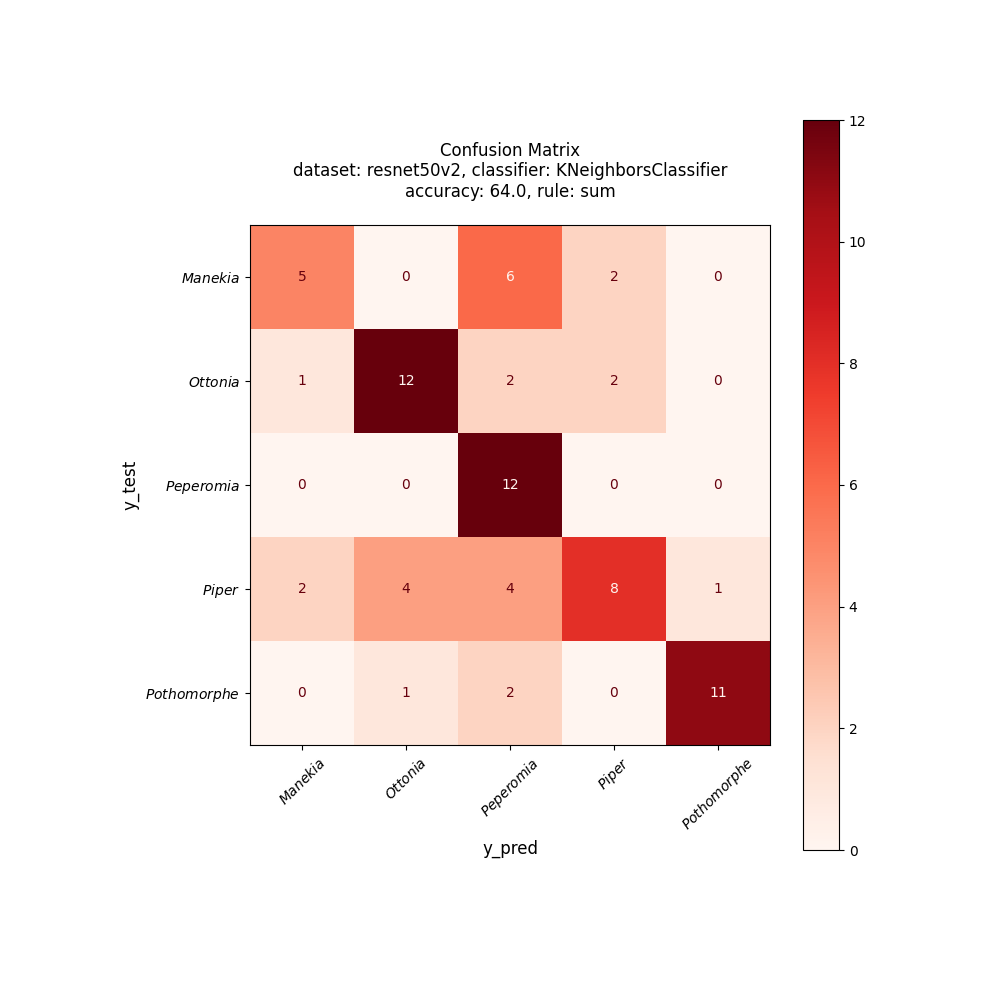 Confusion Matrix
dataset: resnet50v2, classifier: KNeighborsClassifier
accuracy: 64.0, rule: sum
y_test
Manekia 5 0 6 2 0
Ottonia 1 12 2 2 0
Peperomia 0 0 12 0 0
Piper 2 4 4 8 1
Pothomorphe 0 1 2 0 11
Manekia Ottonia Peperomia Piper Pothomorphe
y_pred
12
10
8
6
4
2
0